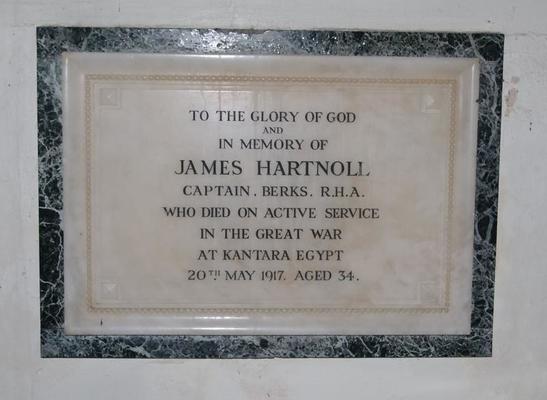 TO THE GLORY OF GOD
AND
IN MEMORY OF
JAMES HARTNOLL
CAPTAIN. BERKS. R.H.A.
WHO DIED ON ACTIVE SERVICE
IN THE GREAT WAR
AT KANTARA EGYPT
20TH. MAY 1917. AGED 34.